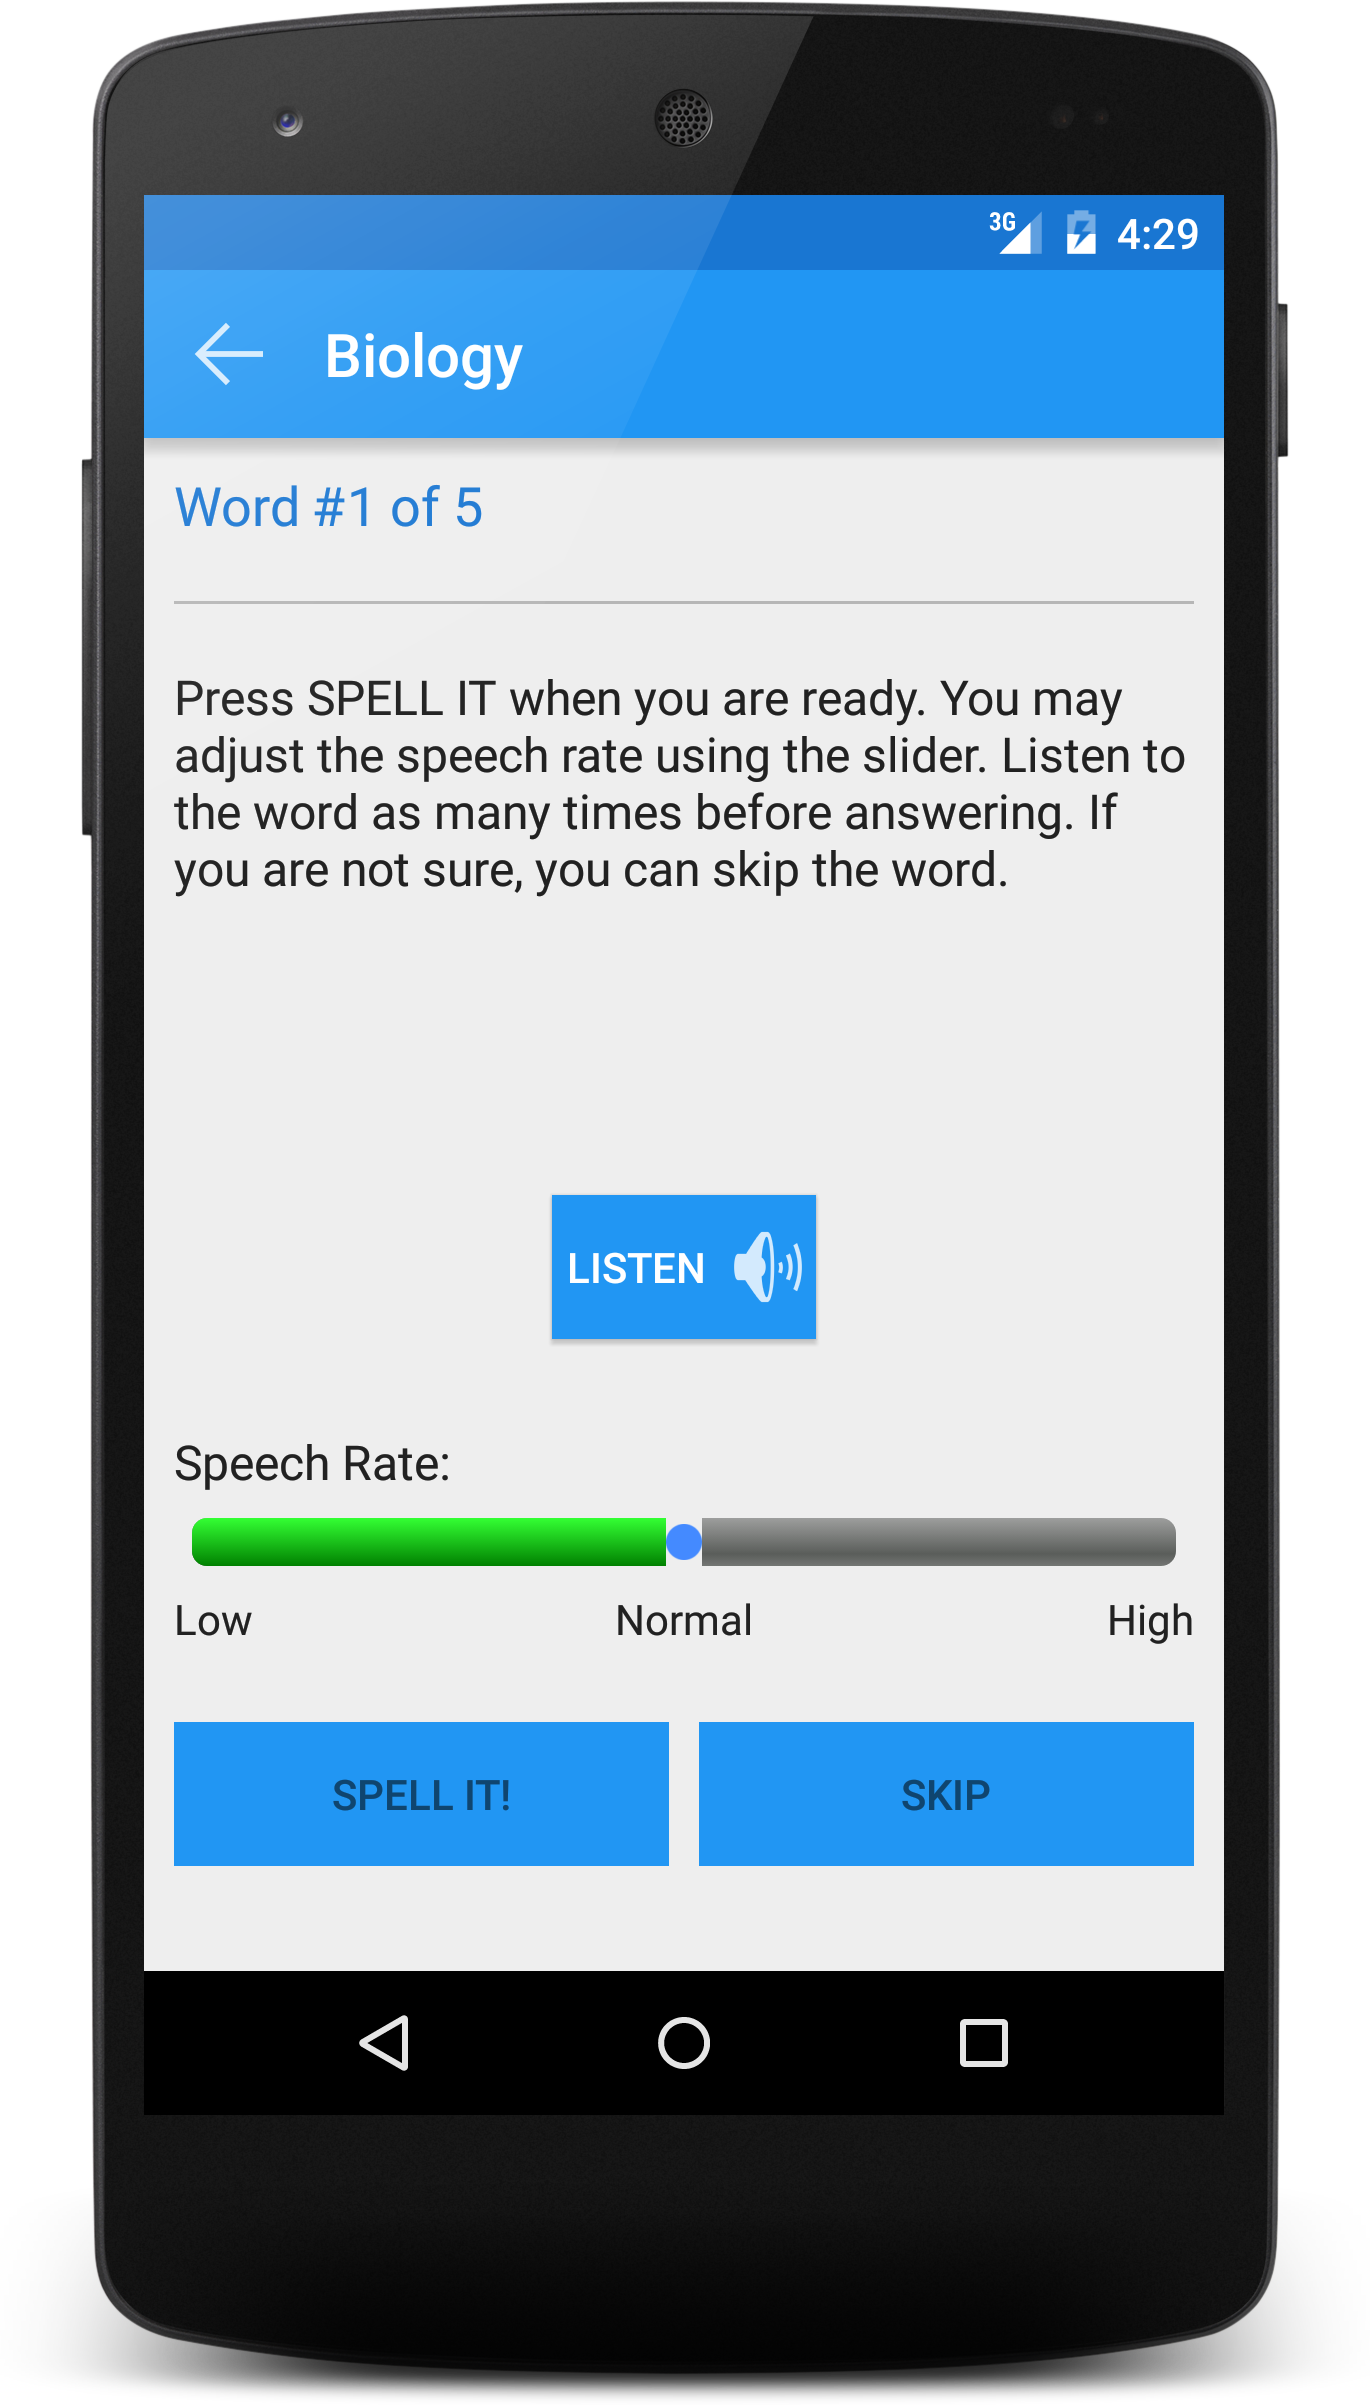 3G 4:29
Biology
Word #1 of 5
Press SPELL IT when you are ready. You may
adjust the speech rate using the slider. Listen to
the word as many times before answering. If
you are not sure, you can skip the word.
LISTEN
Speech Rate:
Low Normal High
SPELL IT! SKIP